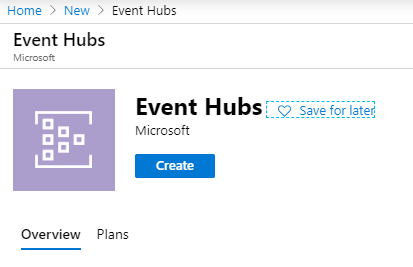 Home > New > Event Hubs
Event Hubs
Microsoft
Event Hubs Save for later
Microsoft
Create
Overview Plans